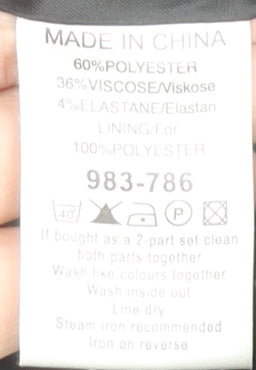 MADE IN CHINA
60%POLYESTER
36%VISCOSE/Viskose
4%ELASTANE/Elastan
LINING/For
100%POLYESTER
983-786
40
P
If bought as a 2-part set clean
both parts together
Wash like colours together
Wash inside out
Line dry
Steam iron recommended
Iron on reverse